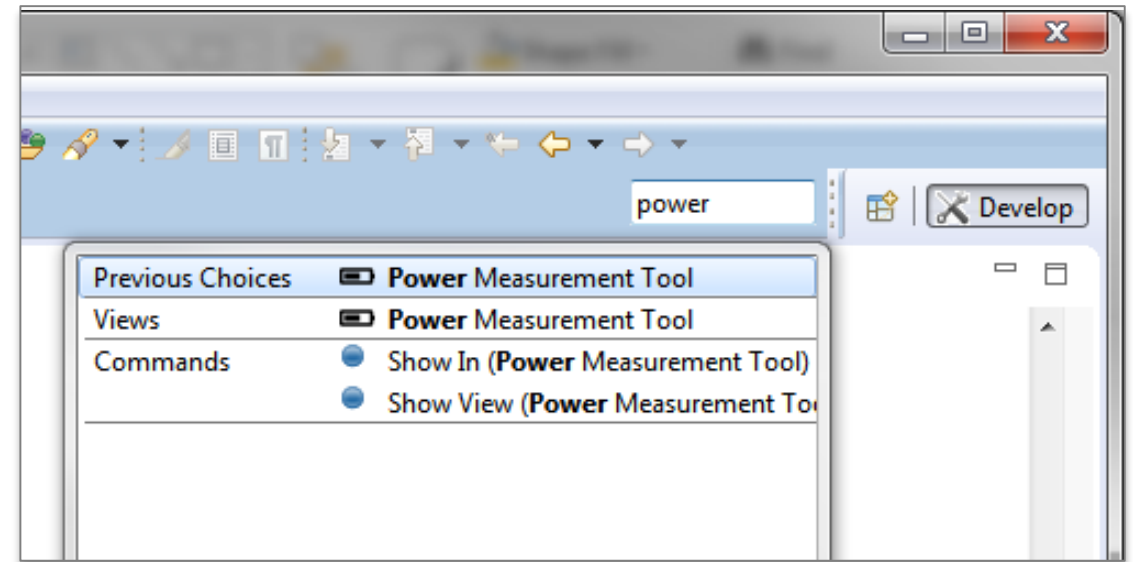 power
Develop
Previous Choices Power Measurement Tool
Views Power Measurement Tool
Commands Show In (Power Measurement Tool)
Show View (Power Measurement Too